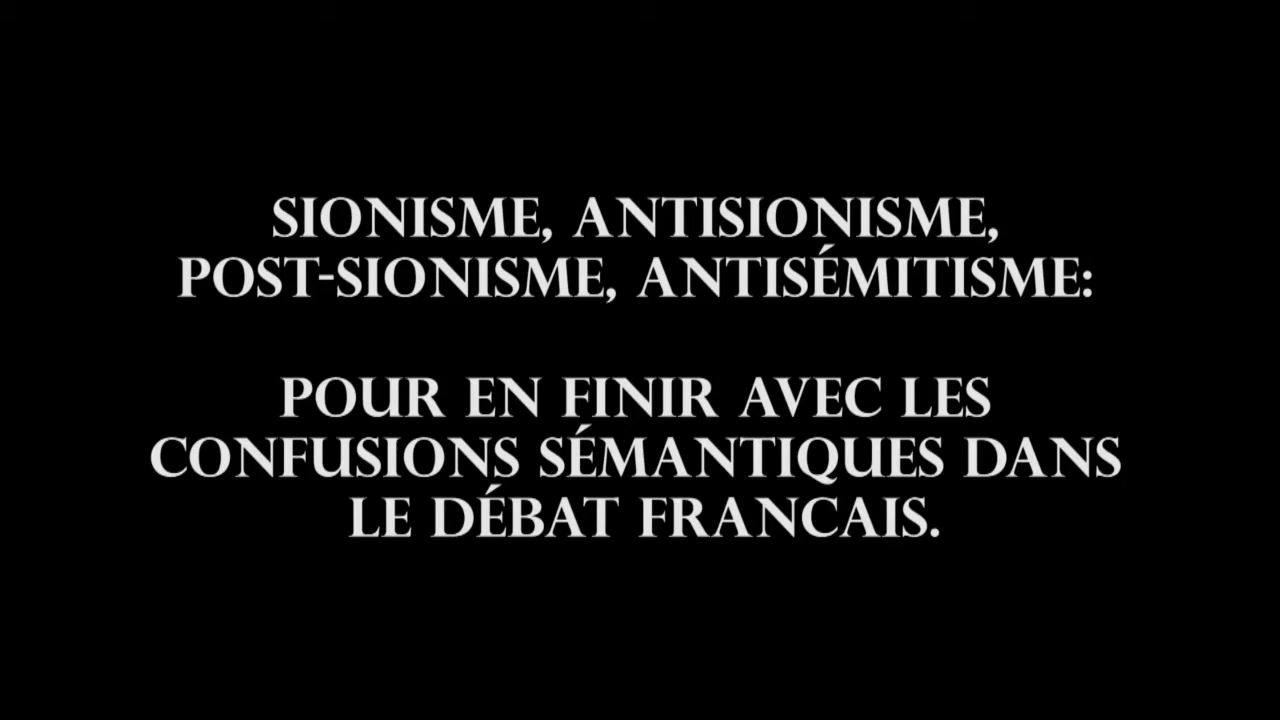 SIONISME, ANTISIONISME,
POST-SIONISME, ANTISÉMITISME:
POUR EN FINIR AVEC LES
CONFUSIONS SÉMANTIQUES DANS
LE DÉBAT FRANCAIS.